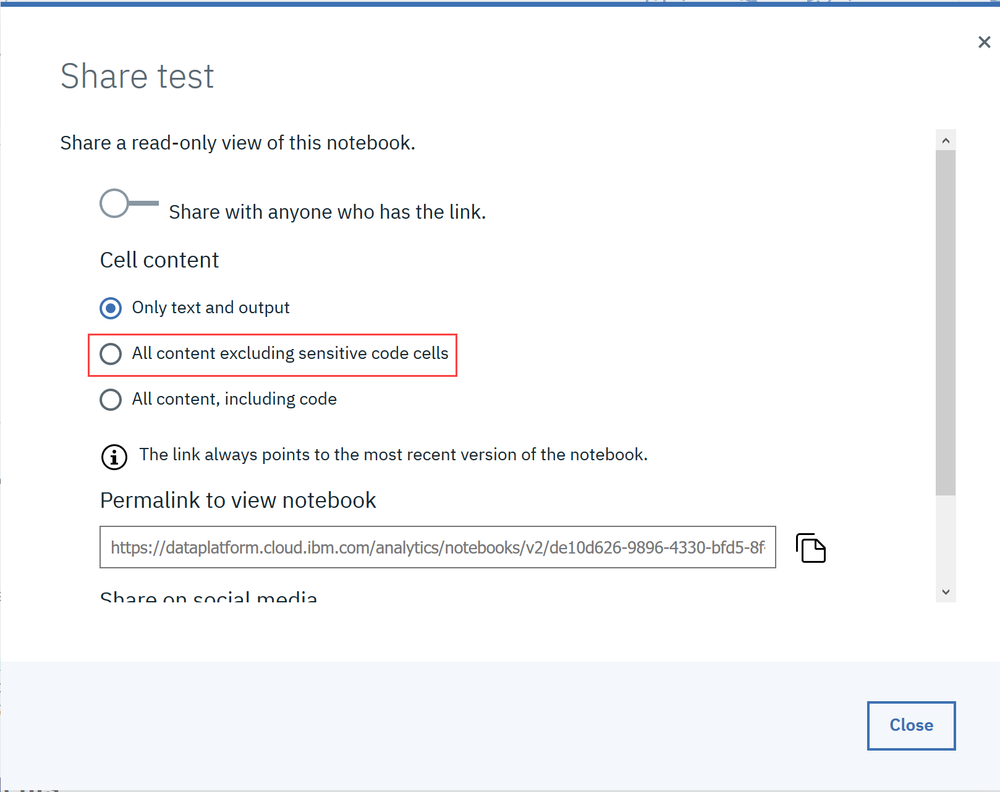 Share test
Share a read-only view of this notebook.
Share with anyone who has the link.
Cell content
Only text and output
All content excluding sensitive code cells
All content, including code
The link always points to the most recent version of the notebook.
Permalink to view notebook
https://dataplatform.cloud.ibm.com/analytics/notebooks/v2/de10d626-9896-4330-bfd5-8f
Share on social media
Close